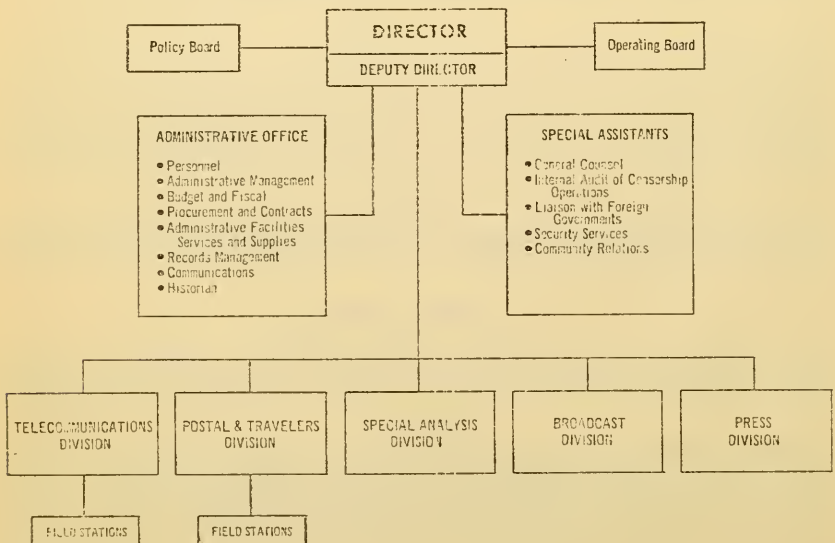 DIRECTOR
DEPUTY DIRECTOR
Policy Board
Operating Board
ADMINISTRATIVE OFFICE
• Personnel
• Administrative Management
• Budget and Fiscal
• Procurement and Contracts
• Administrative Facilities
Services and Supplies
• Records Management
• Communications
• Historian
SPECIAL ASSISTANTS
• General Counsel
• Internal Audit of Censorship
Operations
• Liaison with Foreign
Governments
• Security Services
• Community Relations
TELECOMMUNICATIONS
DIVISION
POSTAL & TRAVELERS
DIVISION
SPECIAL ANALYSIS
DIVISION
BROADCAST
DIVISION
PRESS
DIVISION
FIELD STATIONS
FIELD STATIONS